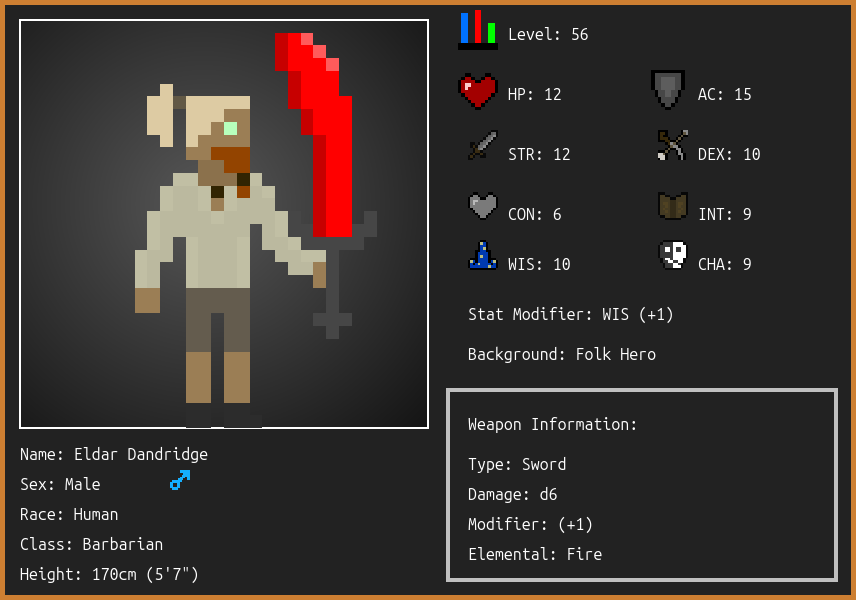 Level: 56
HP: 12
AC: 15
STR: 12
DEX: 10
CON: 6
INT: 9
WIS: 10
CHA: 9
Stat Modifier: WIS (+1)
Background: Folk Hero
Weapon Information:
Type: Sword
Damage: d6
Modifier: (+1)
Elemental: Fire
Name: Eldar Dandridge
Sex: Male
Race: Human
Class: Barbarian
Height: 170cm (5'7")